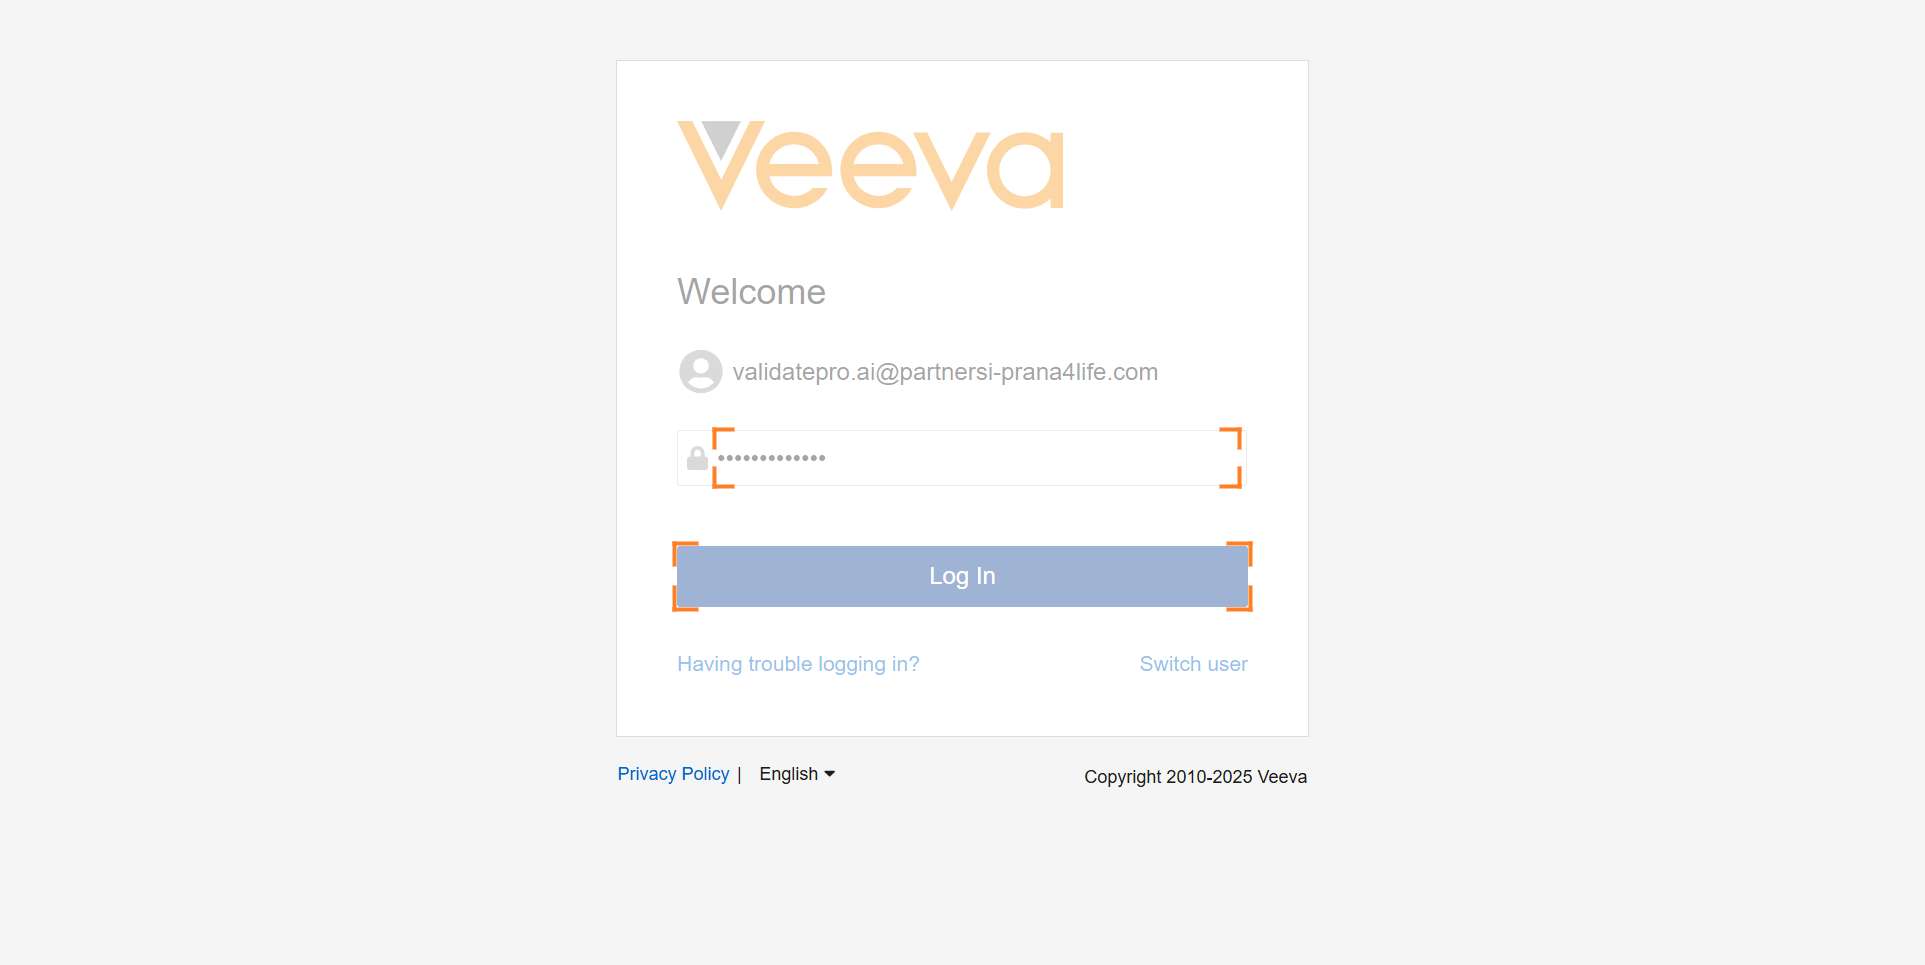 veeva
Welcome
validatepro.ai@partnersi-prana4life.com
•••••••••••••
Log In
Having trouble logging in?
Switch user
Privacy Policy | English
Copyright 2010-2025 Veeva